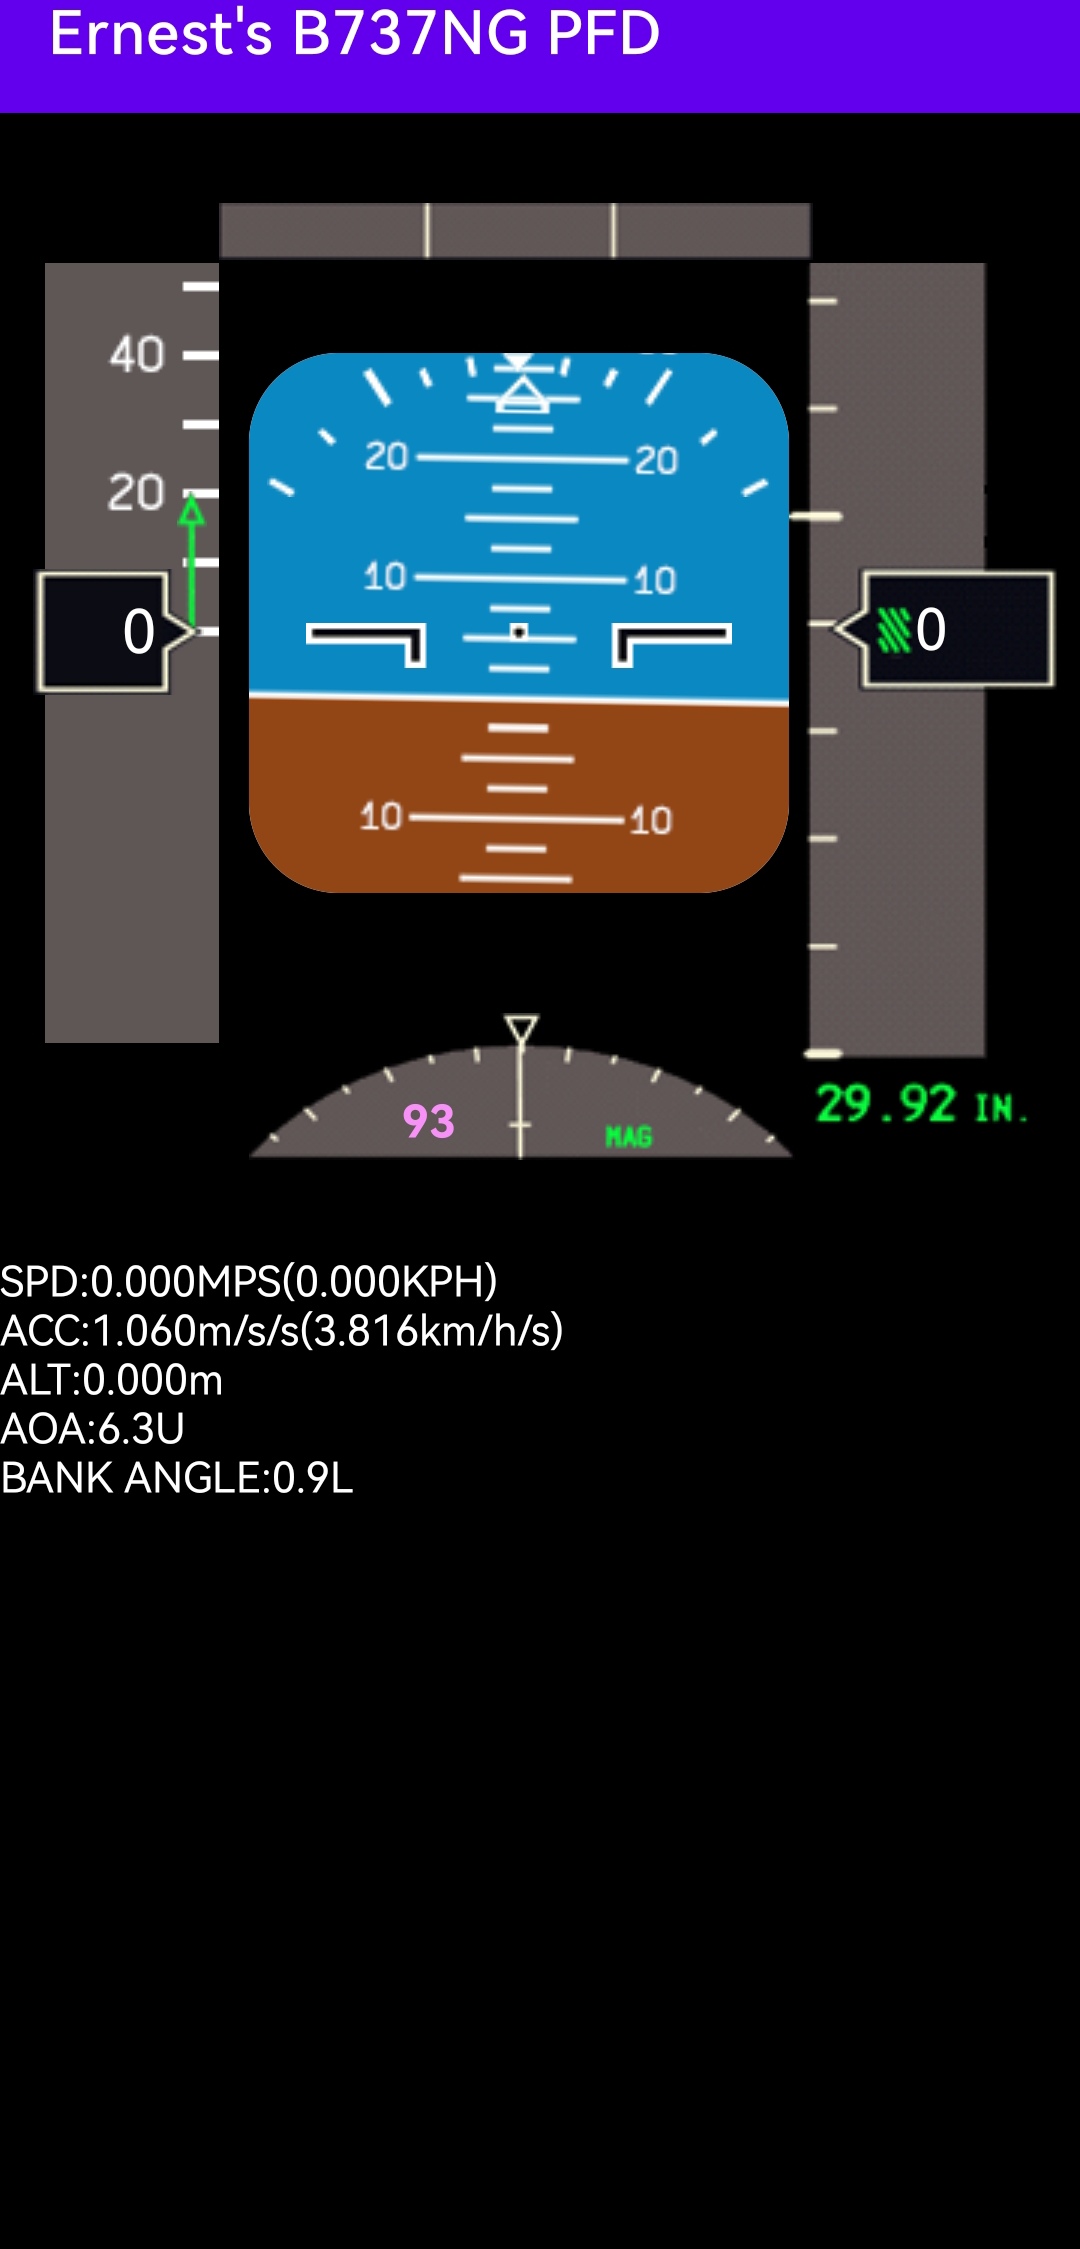 Ernest's B737NG PFD
40
20
0
20 20
10 10
10 10
0
93
MAG
29.92 IN.
SPD:0.000MPS(0.000KPH)
ACC:1.060m/s/s(3.816km/h/s)
ALT:0.000m
AOA:6.3U
BANK ANGLE:0.9L